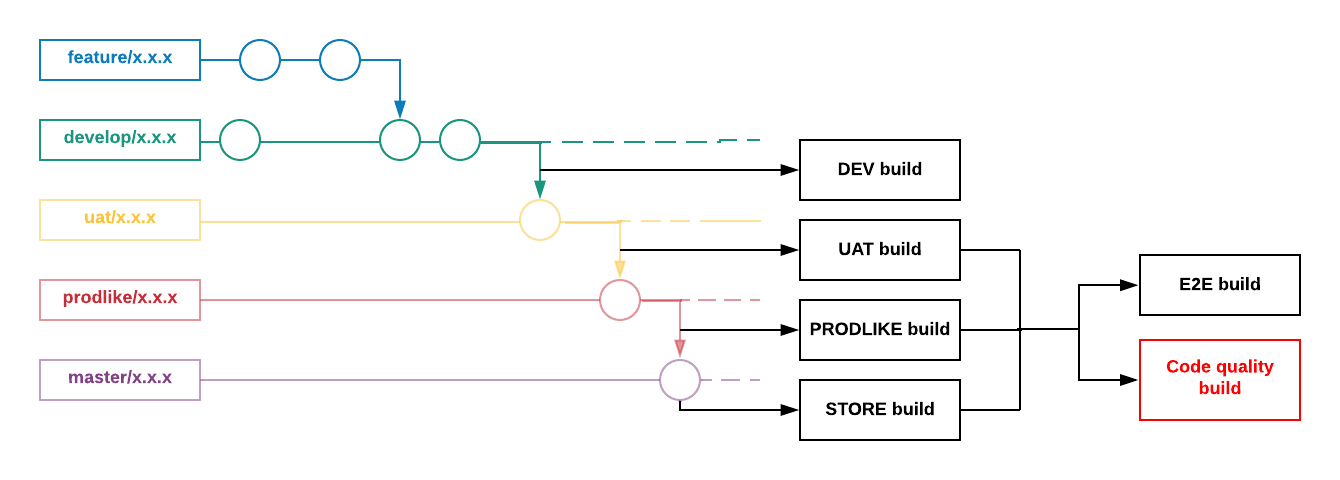 feature/x.x.x
develop/x.x.x
uat/x.x.x
prodlike/x.x.x
master/x.x.x
DEV build
UAT build
PRODLIKE build
STORE build
E2E build
Code quality
build